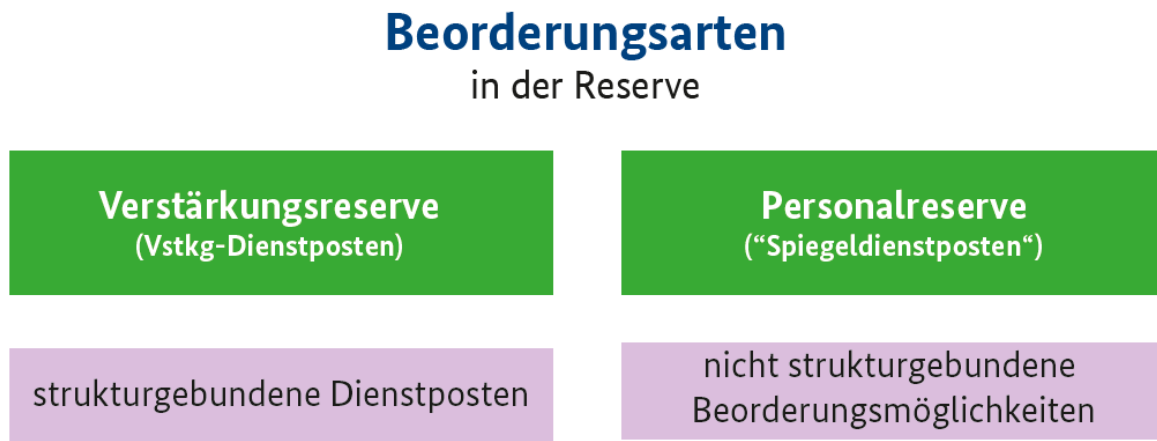 Beorderungsarten
in der Reserve
Verstärkungsreserve
(Vstkg-Dienstposten)
Personalreserve
(“Spiegeldienstposten“)
strukturgebundene Dienstposten
nicht strukturgebundene
Beorderungsmöglichkeiten